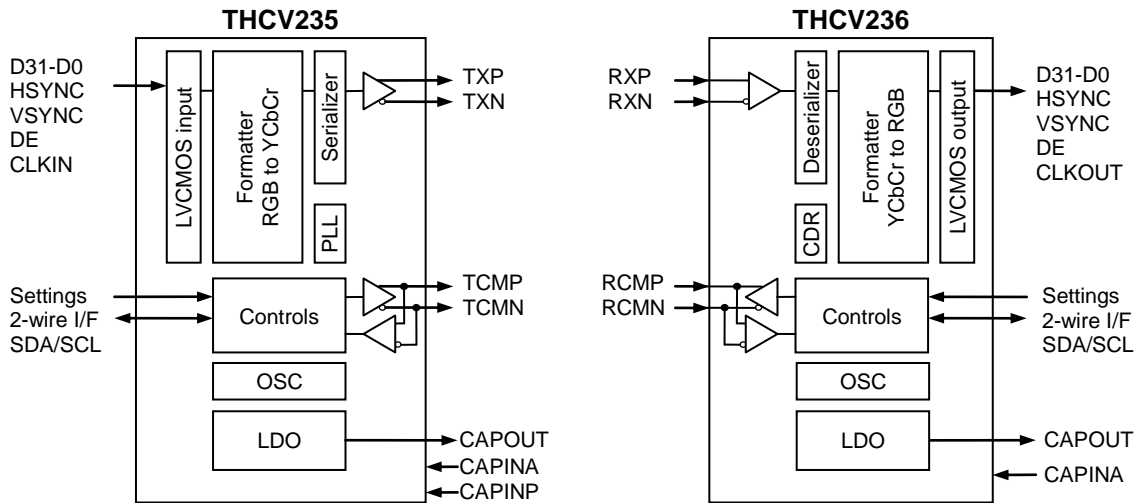 THCV235
D31-D0
HSYNC
VSYNC
DE
CLKIN
LVCMOS input
Formatter
RGB to YCbCr
Serializer
PLL
TXP
TXN
Settings
2-wire I/F
SDA/SCL
Controls
TCMP
TCMN
OSC
LDO
CAPOUT
CAPINA
CAPINP
THCV236
RXP
RXN
Deserializer
CDR
Formatter
YCbCr to RGB
LVCMOS output
D31-D0
HSYNC
VSYNC
DE
CLKOUT
RCMP
RCMN
Controls
Settings
2-wire I/F
SDA/SCL
OSC
LDO
CAPOUT
CAPINA